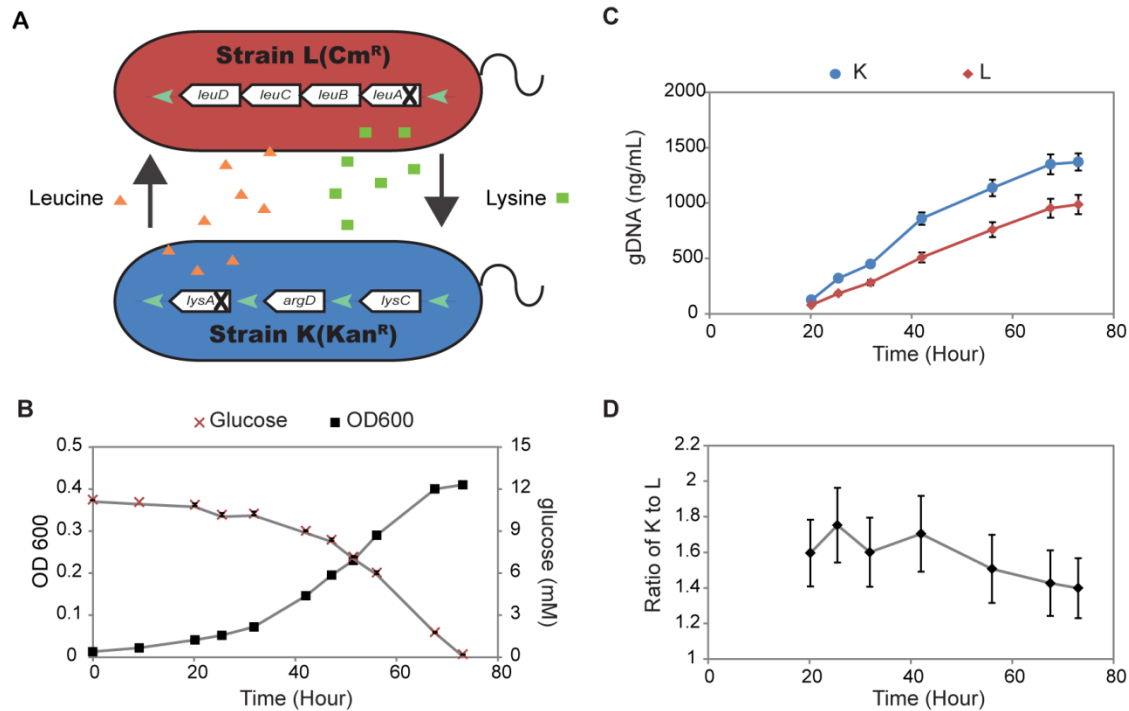 A
Strain L(Cmᴿ)
leuD leuC leuB leuA X
Leucine
Lysine
lysA X argD lysC
Strain K(Kanᴿ)
B
Glucose OD600
0.5
0.4
0.3
0.2
0.1
0
OD 600
15
12
9
6
3
0
glucose (mM)
0 20 40 60 80
Time (Hour)
C
K L
2000
1500
1000
500
0
gDNA (ng/mL)
0 20 40 60 80
Time (Hour)
D
2.2
2
1.8
1.6
1.4
1.2
1
Ratio of K to L
0 20 40 60 80
Time (Hour)